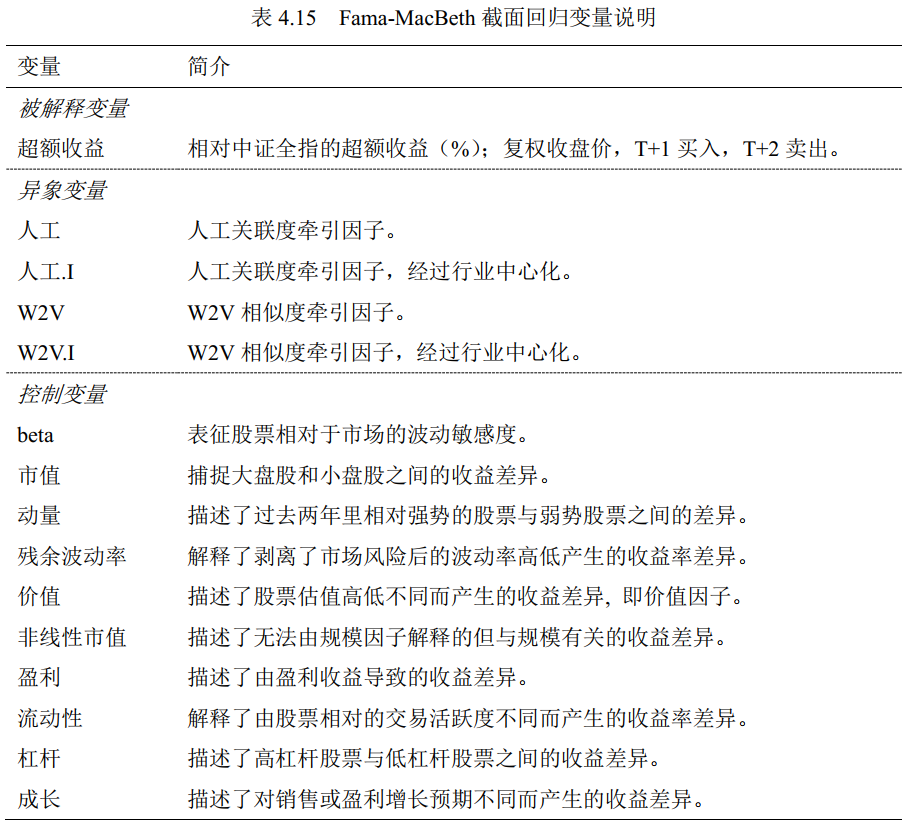 表 4.15 Fama-MacBeth 截面回归变量说明
变量 简介
被解释变量
超额收益 相对中证全指的超额收益（%）；复权收盘价，T+1 买入，T+2 卖出。
异象变量
人工 人工关联度牵引因子。
人工.I 人工关联度牵引因子，经过行业中心化。
W2V W2V 相似度牵引因子。
W2V.I W2V 相似度牵引因子，经过行业中心化。
控制变量
beta 表征股票相对于市场的波动敏感度。
市值 捕捉大盘股和小盘股之间的收益差异。
动量 描述了过去两年里相对强势的股票与弱势股票之间的差异。
残余波动率 解释了剥离了市场风险后的波动率高低产生的收益率差异。
价值 描述了股票估值高低不同而产生的收益差异, 即价值因子。
非线性市值 描述了无法由规模因子解释的但与规模有关的收益差异。
盈利 描述了由盈利收益导致的收益差异。
流动性 解释了由股票相对的交易活跃度不同而产生的收益率差异。
杠杆 描述了高杠杆股票与低杠杆股票之间的收益差异。
成长 描述了对销售或盈利增长预期不同而产生的收益差异。